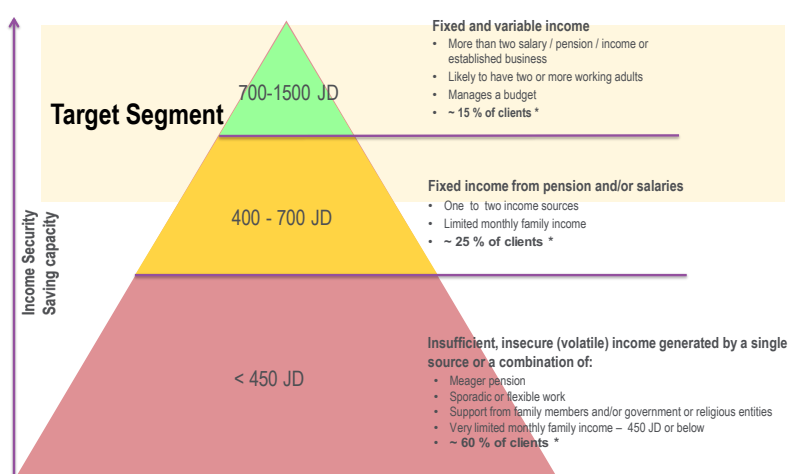 Fixed and variable income
• More than two salary / pension / income or
established business
• Likely to have two or more working adults
• Manages a budget
• ~ 15 % of clients *
700-1500 JD
Target Segment
Fixed income from pension and/or salaries
• One to two income sources
• Limited monthly family income
• ~ 25 % of clients *
400 - 700 JD
Income Security
Saving capacity
Insufficient, insecure (volatile) income generated by a single
source or a combination of:
• Meager pension
• Sporadic or flexible work
• Support from family members and/or government or religious entities
• Very limited monthly family income – 450 JD or below
• ~ 60 % of clients *
< 450 JD